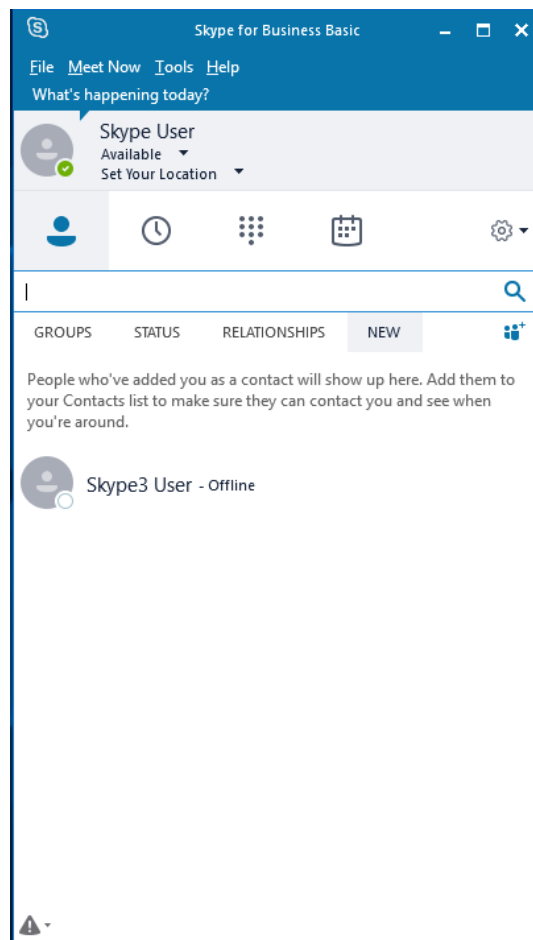 Skype for Business Basic
File Meet Now Tools Help
What's happening today?
Skype User
Available
Set Your Location
GROUPS STATUS RELATIONSHIPS NEW
People who've added you as a contact will show up here. Add them to
your Contacts list to make sure they can contact you and see when
you're around.
Skype3 User - Offline